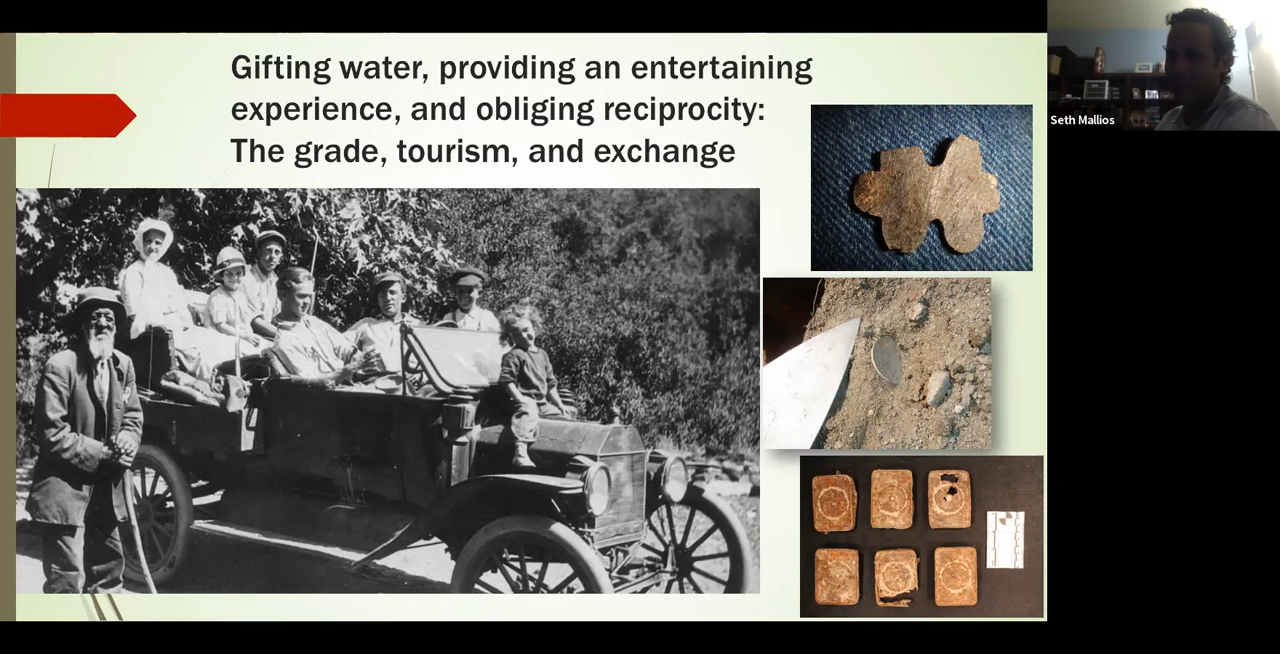 Gifting water, providing an entertaining
experience, and obliging reciprocity:
The grade, tourism, and exchange
Seth Mallios